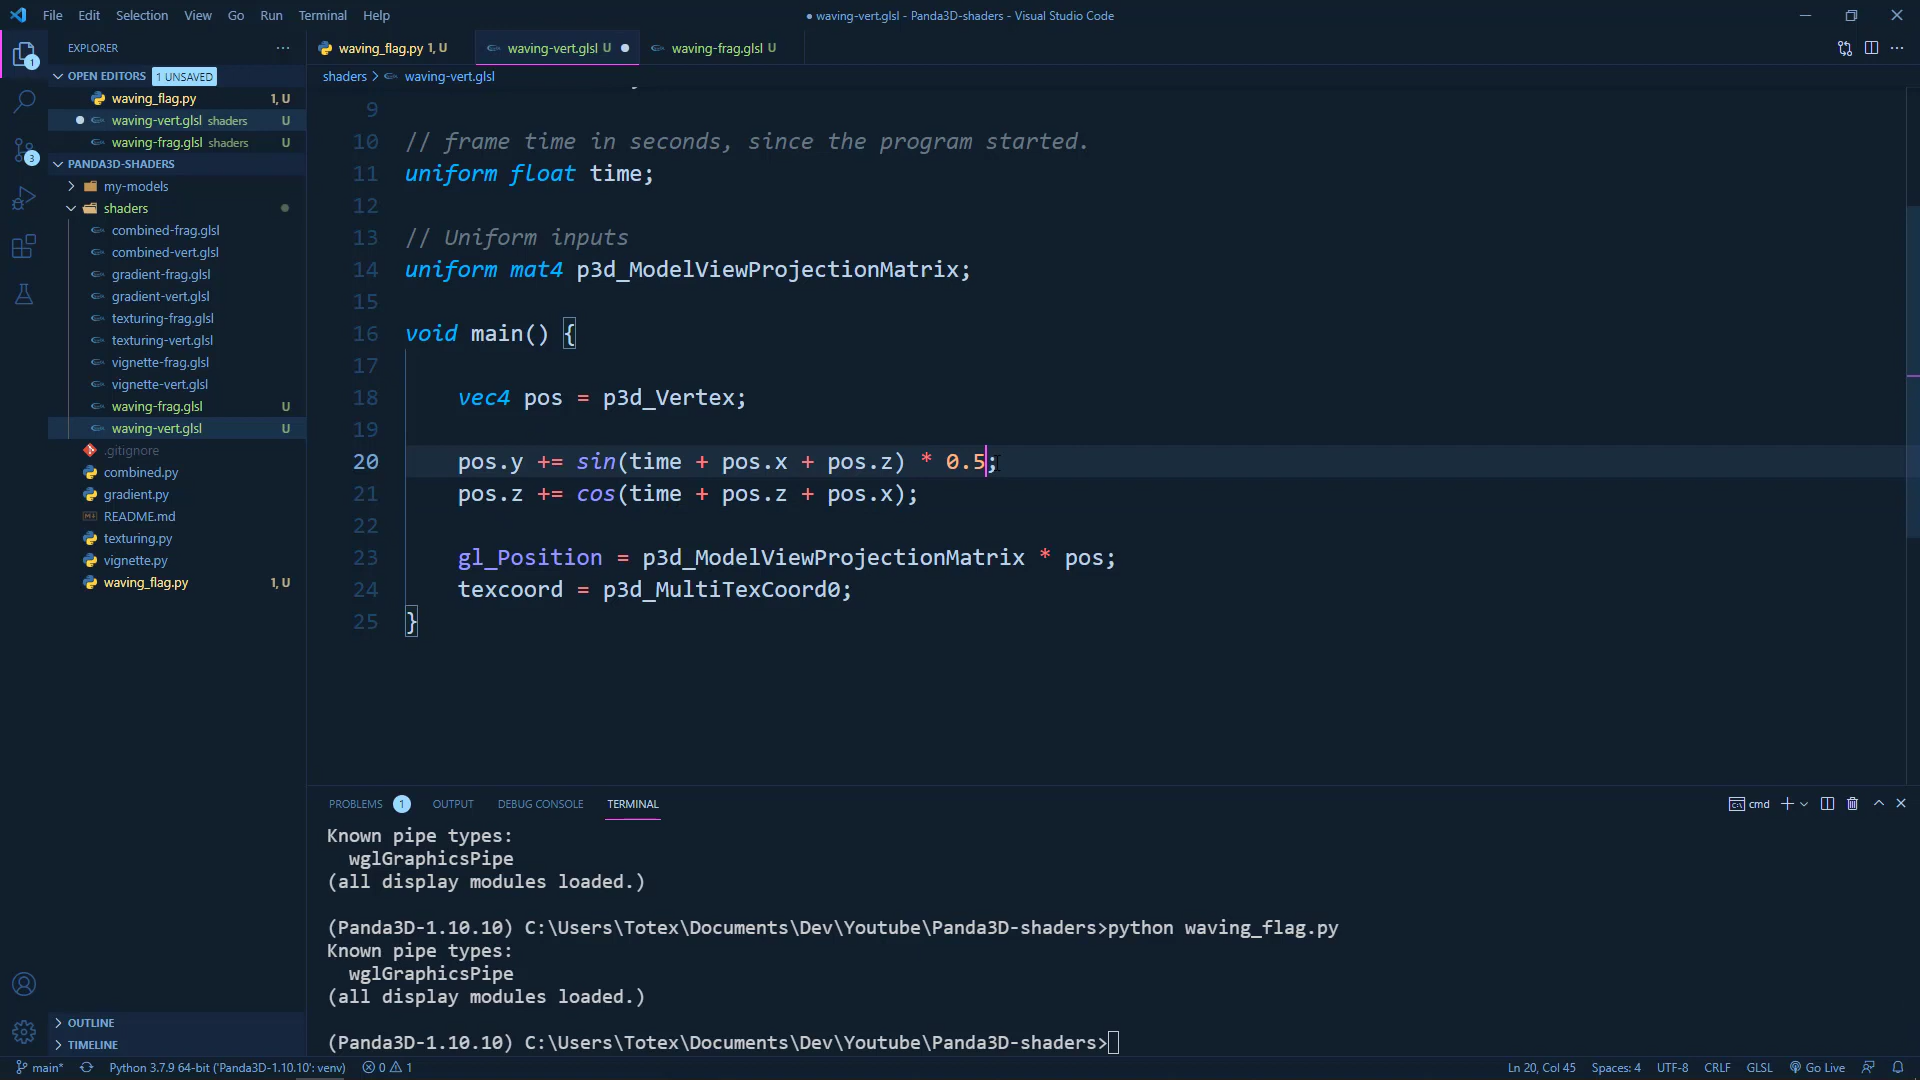 File Edit Selection View Go Run Terminal Help
● waving-vert.glsl - Panda3D-shaders - Visual Studio Code
EXPLORER
OPEN EDITORS 1 UNSAVED
waving_flag.py 1, U
waving-vert.glsl shaders U
waving-frag.glsl shaders U
PANDA3D-SHADERS
my-models
shaders
combined-frag.glsl
combined-vert.glsl
gradient-frag.glsl
gradient-vert.glsl
texturing-frag.glsl
texturing-vert.glsl
vignette-frag.glsl
vignette-vert.glsl
waving-frag.glsl U
waving-vert.glsl U
.gitignore
combined.py
gradient.py
README.md
texturing.py
vignette.py
waving_flag.py 1, U
OUTLINE
TIMELINE
1
3
waving_flag.py 1, U waving-vert.glsl U waving-frag.glsl U
shaders > waving-vert.glsl
9
10 // frame time in seconds, since the program started.
11 uniform float time;
12
13 // Uniform inputs
14 uniform mat4 p3d_ModelViewProjectionMatrix;
15
16 void main() {
17
18 vec4 pos = p3d_Vertex;
19
20 pos.y += sin(time + pos.x + pos.z) * 0.5;
21 pos.z += cos(time + pos.z + pos.x);
22
23 gl_Position = p3d_ModelViewProjectionMatrix * pos;
24 texcoord = p3d_MultiTexCoord0;
25 }
PROBLEMS 1 OUTPUT DEBUG CONSOLE TERMINAL
cmd
Known pipe types:
wglGraphicsPipe
(all display modules loaded.)
(Panda3D-1.10.10) C:\Users\Totex\Documents\Dev\Youtube\Panda3D-shaders>python waving_flag.py
Known pipe types:
wglGraphicsPipe
(all display modules loaded.)
(Panda3D-1.10.10) C:\Users\Totex\Documents\Dev\Youtube\Panda3D-shaders>
main* Python 3.7.9 64-bit ('Panda3D-1.10.10': venv) 0 1
Ln 20, Col 45 Spaces: 4 UTF-8 CRLF GLSL Go Live